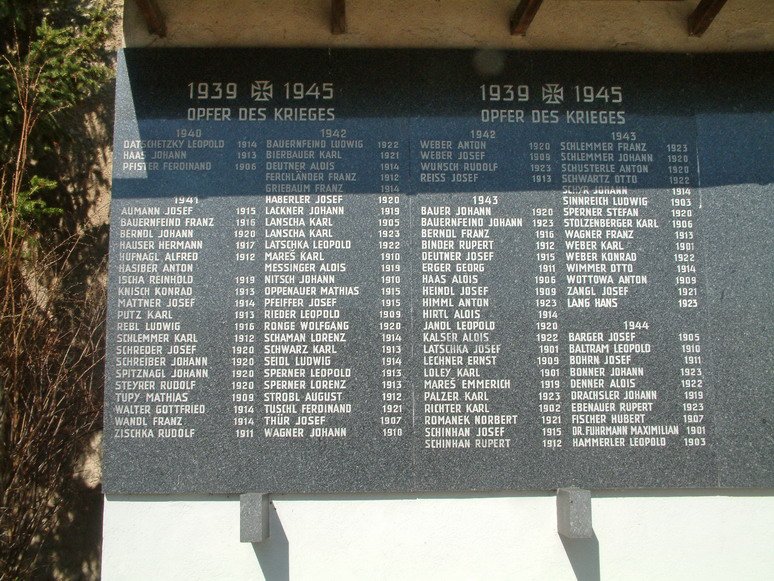 1939 1945
OPFER DES KRIEGES
1940
DATSCHETZKY LEOPOLD 1914
HAAS JOHANN 1913
PFISTER FERDINAND 1906
1941
AUMANN JOSEF 1915
BAUERNFEIND FRANZ 1916
BERNDL JOHANN 1920
HAUSER HERMANN 1917
HUFNAGL ALFRED 1912
HASIBER ANTON
ISCHA REINHOLD 1919
KNISCH KONRAD 1913
MATTNER JOSEF 1914
PUTZ KARL 1913
REBL LUDWIG 1916
SCHLEMMER KARL 1912
SCHREDER JOSEF 1920
SCHREIBER JOHANN 1920
SPITZNAGL JOHANN 1920
STEYRER RUDOLF 1920
TUPY MATHIAS 1909
WALTER GOTTFRIED 1914
WANDL FRANZ 1914
ZISCHKA RUDOLF 1911
1942
BAUERNFEIND LUDWIG 1922
BIERBAUER KARL 1921
DEUTNER ALOIS 1914
FERCHLÄNDER FRANZ 1912
GRIEBAUM FRANZ 1914
HABERLER JOSEF 1920
LACKNER JOHANN 1919
LANSCHA KARL 1905
LANSCHA KARL 1923
LATSCHKA LEOPOLD 1922
MAREŠ KARL 1910
MESSINGER ALOIS 1919
NITSCH JOHANN 1910
OPPENAUER MATHIAS 1915
PFEIFFER JOSEF 1915
RIEDER LEOPOLD 1909
RONGE WOLFGANG 1920
SCHAMAN LORENZ 1914
SCHWARZ KARL 1913
SEIDL LUDWIG 1914
SPERNER LEOPOLD 1913
SPERNER LORENZ 1913
STROBL AUGUST 1912
TUSCHL FERDINAND 1921
THÜR JOSEF 1907
WAGNER JOHANN 1910
1939 1945
OPFER DES KRIEGES
1942
WEBER ANTON 1920
WEBER JOSEF 1909
WUNSCH RUDOLF 1914
REISS JOSEF 1913
1943
BAUER JOHANN 1920
BAUERNFEIND JOHANN 1923
BERNDL FRANZ 1916
BINDER RUPERT 1912
DEUTNER JOSEF 1915
ERGER GEORG 1911
HAAS ALOIS 1906
HEINDL JOSEF 1909
HIMML ANTON 1923
HIRTL ALOIS 1914
JANDL LEOPOLD 1920
KALSER ALOIS 1922
LATSCHKA JOSEF 1901
LECHNER ERNST 1909
LOLEY KARL 1901
MAREŠ EMMERICH 1919
PALZER KARL 1923
RICHTER KARL 1902
ROMANEK NORBERT 1921
SCHINHAN JOSEF 1915
SCHINHAN RUPERT 1912
1943
SCHLEMMER FRANZ 1923
SCHLEMMER JOHANN 1920
SCHUSTERLE ANTON 1920
SCHWARTZ OTTO 1922
SCHYR JOHANN 1914
SINNREICH LUDWIG 1903
SPERNER STEFAN 1920
STOLZENBERGER KARL 1906
WAGNER FRANZ 1913
WEBER KARL 1901
WEBER KONRAD 1922
WIMMER OTTO 1914
WOTTOWA ANTON 1909
ZANGL JOSEF 1921
LANG HANS 1923
1944
BARGER JOSEF 1905
BALTRAM LEOPOLD 1910
BÖHRN JOSEF 1911
BONNER JOHANN 1923
DENNER ALOIS 1922
DRACHSLER JOHANN 1919
EBENAUER RUPERT 1923
FISCHER HUBERT 1907
DR. FUHRMANN MAXIMILIAN 1901
HAMMERLER LEOPOLD 1903